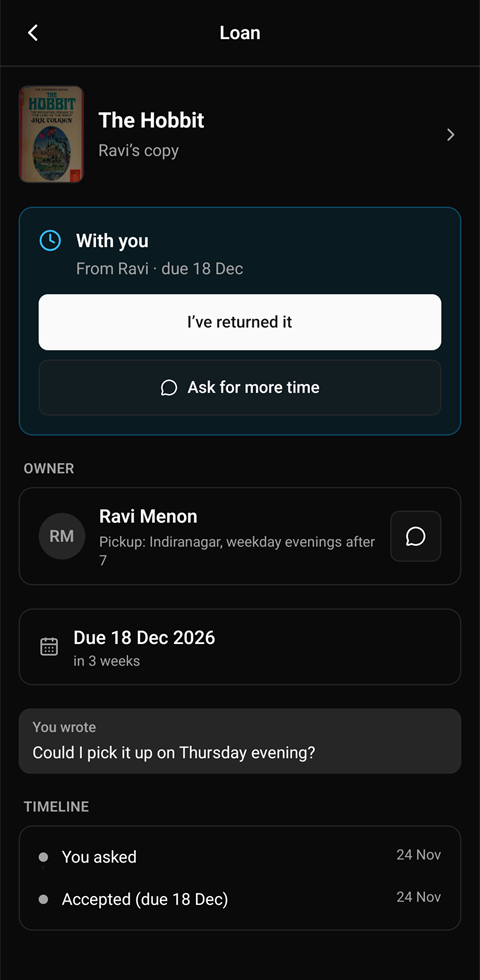 Loan
THE
HOBBIT
J.R.R. TOLKIEN
The Hobbit
Ravi’s copy
With you
From Ravi · due 18 Dec
I’ve returned it
Ask for more time
OWNER
RM
Ravi Menon
Pickup: Indiranagar, weekday evenings after
7
Due 18 Dec 2026
in 3 weeks
You wrote
Could I pick it up on Thursday evening?
TIMELINE
You asked
24 Nov
Accepted (due 18 Dec)
24 Nov